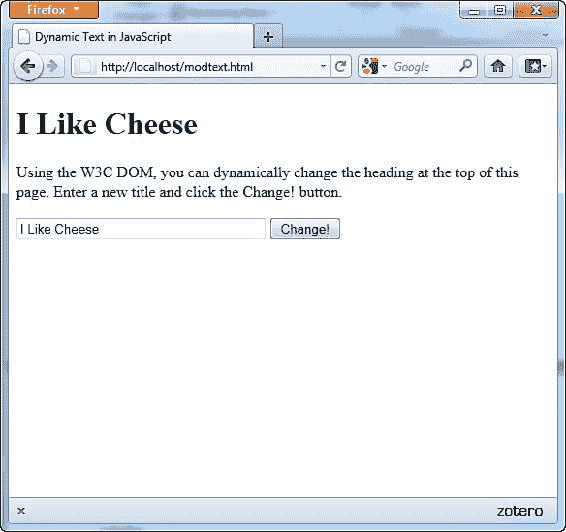 Firefox
Dynamic Text in JavaScript
http://localhost/modtext.html
Google
I Like Cheese
Using the W3C DOM, you can dynamically change the heading at the top of this
page. Enter a new title and click the Change! button.
I Like Cheese
Change!
zotero